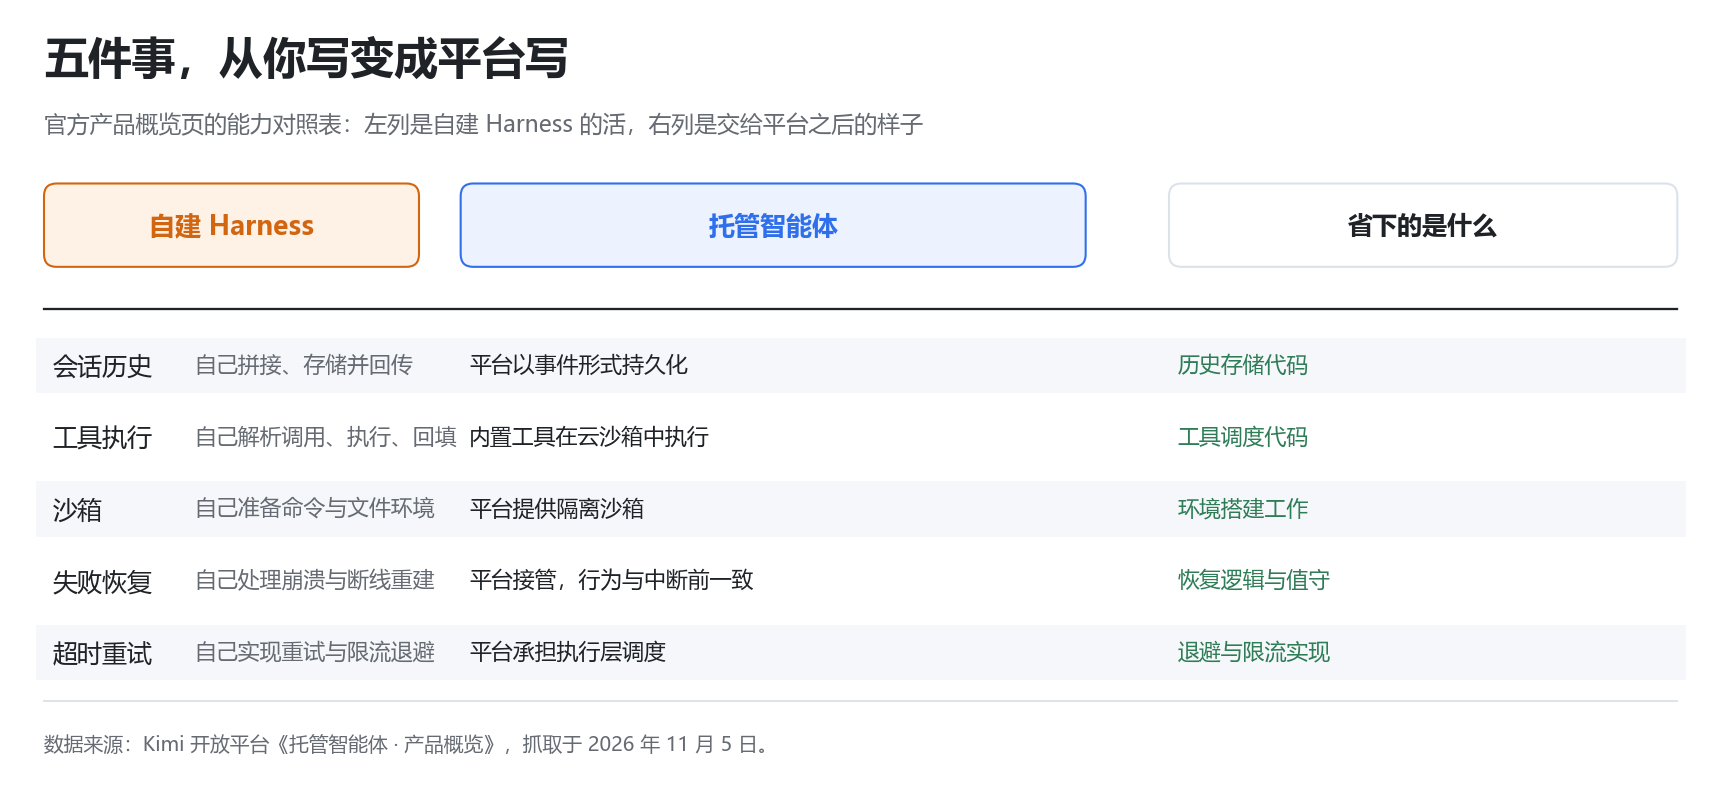 五件事，从你写变成平台写
官方产品概览页的能力对照表：左列是自建 Harness 的活，右列是交给平台之后的样子
自建 Harness 托管智能体 省下的是什么
会话历史 自己拼接、存储并回传 平台以事件形式持久化 历史存储代码
工具执行 自己解析调用、执行、回填 内置工具在云沙箱中执行 工具调度代码
沙箱 自己准备命令与文件环境 平台提供隔离沙箱 环境搭建工作
失败恢复 自己处理崩溃与断线重建 平台接管，行为与中断前一致 恢复逻辑与值守
超时重试 自己实现重试与限流退避 平台承担执行层调度 退避与限流实现
数据来源：Kimi 开放平台《托管智能体 · 产品概览》，抓取于 2026 年 11 月 5 日。